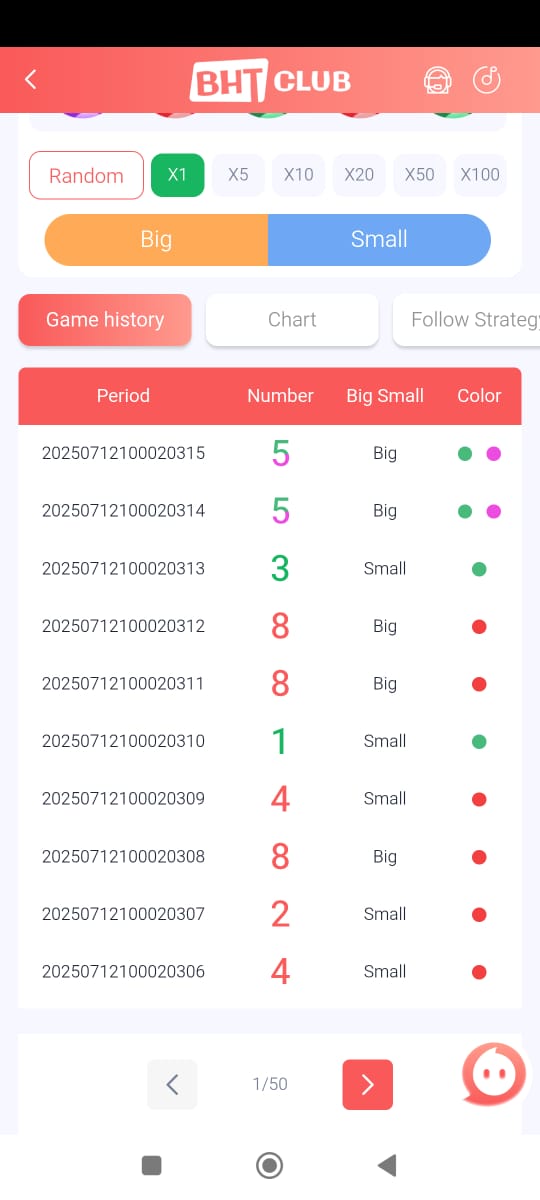 BHT CLUB
Random X1 X5 X10 X20 X50 X100
Big Small
Game history Chart Follow Strategy
Period Number Big Small Color
20250712100020315 5 Big
20250712100020314 5 Big
20250712100020313 3 Small
20250712100020312 8 Big
20250712100020311 8 Big
20250712100020310 1 Small
20250712100020309 4 Small
20250712100020308 8 Big
20250712100020307 2 Small
20250712100020306 4 Small
1/50